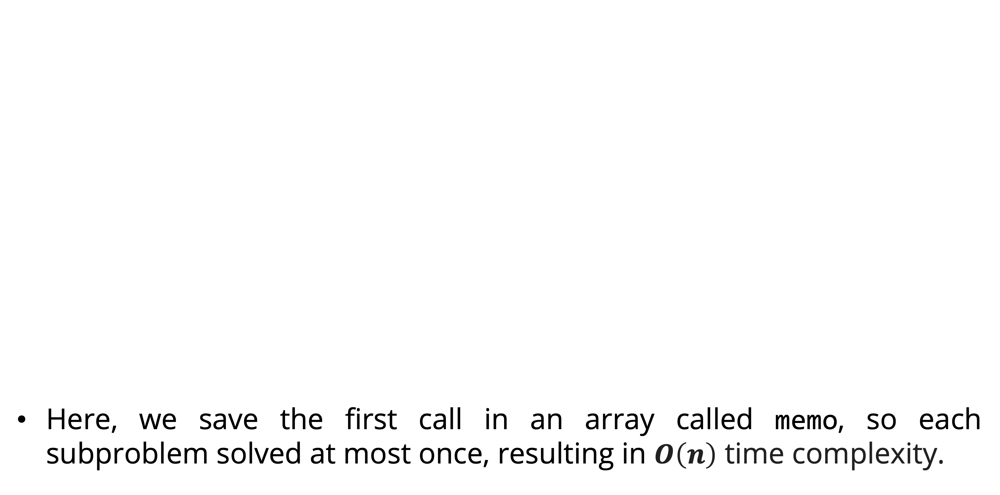 • Here, we save the first call in an array called memo, so each
subproblem solved at most once, resulting in O(n) time complexity.